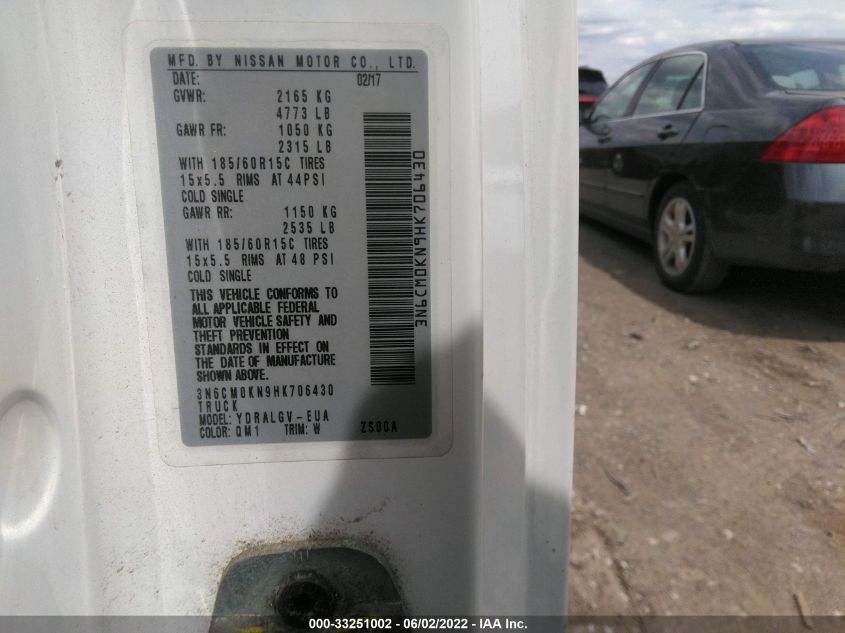 MFD. BY NISSAN MOTOR CO., LTD.
DATE: 02/17
GVWR: 2165 KG
4773 LB
GAWR FR: 1050 KG
2315 LB
WITH 185/60R15C TIRES
15x5.5 RIMS AT 44PSI
COLD SINGLE
GAWR RR: 1150 KG
2535 LB
WITH 185/60R15C TIRES
15x5.5 RIMS AT 48 PSI
COLD SINGLE
THIS VEHICLE CONFORMS TO
ALL APPLICABLE FEDERAL
MOTOR VEHICLE SAFETY AND
THEFT PREVENTION
STANDARDS IN EFFECT ON
THE DATE OF MANUFACTURE
SHOWN ABOVE.
3N6CM0KN9HK706430
TRUCK
MODEL: YDRALGV-EUA
COLOR: QM1 TRIM: W ZS00A
3N6CM0KN9HK706430
000-33251002 - 06/02/2022 - IAA Inc.